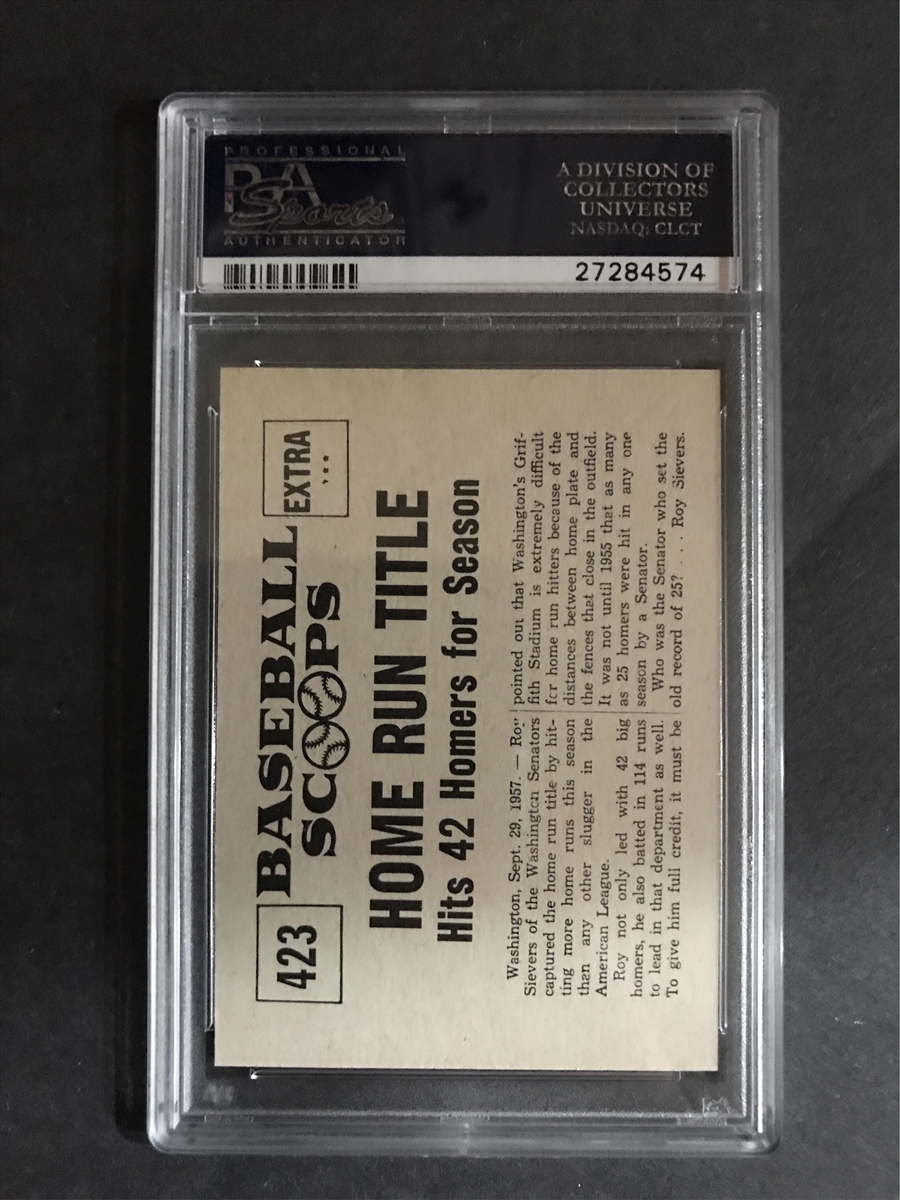 PROFESSIONAL
PSA
Sports
AUTHENTICATOR
A DIVISION OF
COLLECTORS
UNIVERSE
NASDAQ: CLCT
27284574
423
BASEBALL
SCOOPS
EXTRA
...
HOME RUN TITLE
Hits 42 Homers for Season
Washington, Sept. 29, 1957. — Roy
Sievers of the Washington Senators
captured the home run title by hit-
ting more home runs this season
than any other slugger in the
American League.
Roy not only led with 42 big
homers, he also batted in 114 runs
to lead in that department as well.
To give him full credit, it must be
pointed out that Washington's Grif-
fith Stadium is extremely difficult
for home run hitters because of the
distances between home plate and
the fences that close in the outfield.
It was not until 1955 that as many
as 25 homers were hit in any one
season by a Senator.
Who was the Senator who set the
old record of 25? . . . Roy Sievers.